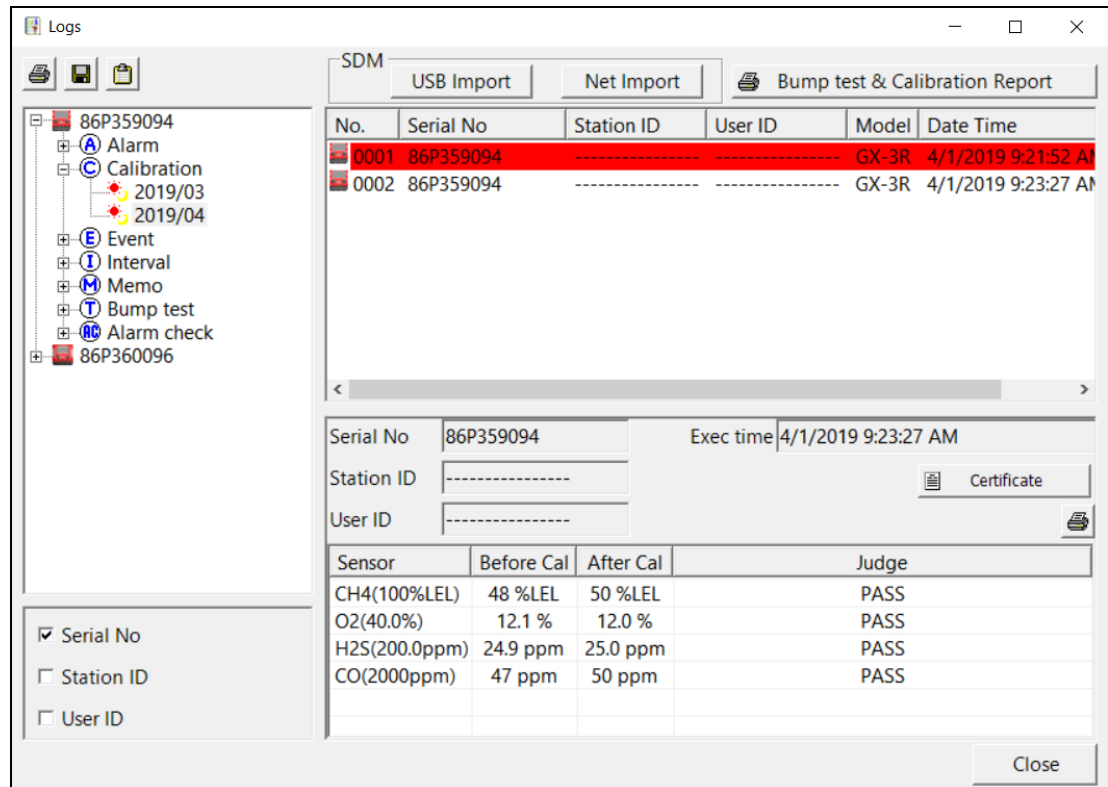 Logs
SDM
USB Import Net Import Bump test & Calibration Report
86P359094
A Alarm
C Calibration
2019/03
2019/04
E Event
I Interval
M Memo
T Bump test
AC Alarm check
86P360096
No. Serial No Station ID User ID Model Date Time
0001 86P359094 ---------------- ---------------- GX-3R 4/1/2019 9:21:52 AM
0002 86P359094 ---------------- ---------------- GX-3R 4/1/2019 9:23:27 AM
Serial No 86P359094 Exec time 4/1/2019 9:23:27 AM
Station ID ----------------
Certificate
User ID ----------------
Sensor Before Cal After Cal Judge
CH4(100%LEL) 48 %LEL 50 %LEL PASS
O2(40.0%) 12.1 % 12.0 % PASS
H2S(200.0ppm) 24.9 ppm 25.0 ppm PASS
CO(2000ppm) 47 ppm 50 ppm PASS
Serial No
Station ID
User ID
Close